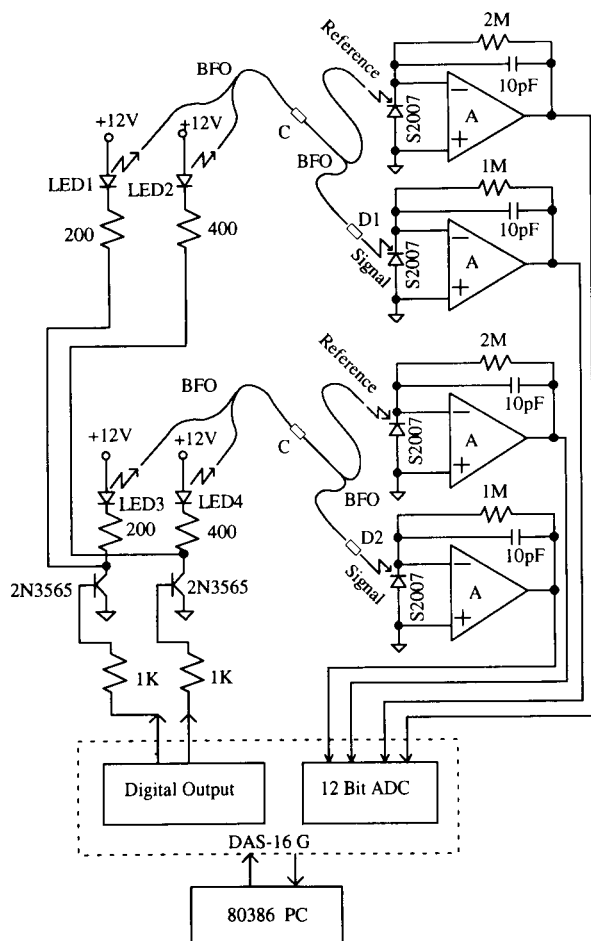 2M
10pF
Reference
BFO
A
S2007
+12V
+12V
C
BFO
LED1
LED2
1M
200
400
D1
10pF
Signal
A
S2007
2M
Reference
10pF
BFO
+12V
+12V
C
A
S2007
LED3
LED4
BFO
1M
200
400
D2
10pF
Signal
A
S2007
2N3565
2N3565
1K
1K
Digital Output
12 Bit ADC
DAS-16 G
80386 PC